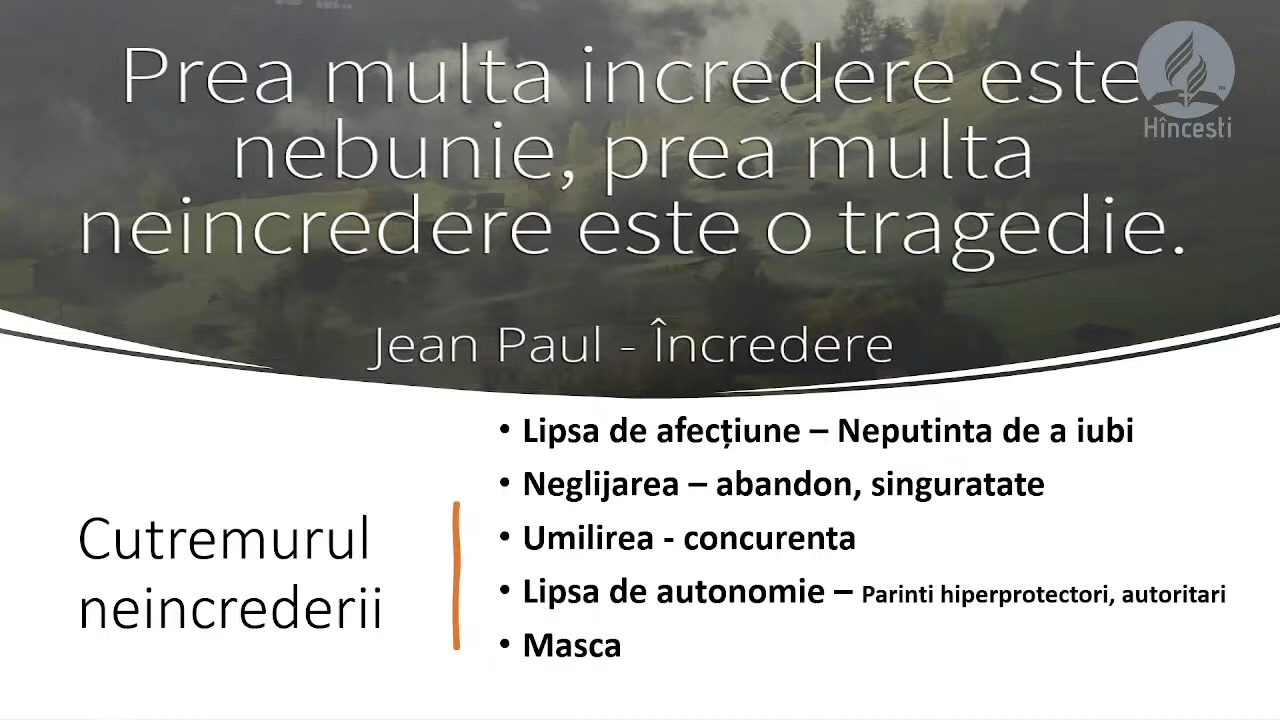 Prea multa incredere este
nebunie, prea multa
neincredere este o tragedie.
Hîncesti
Jean Paul - Încredere
• Lipsa de afecțiune – Neputinta de a iubi
• Neglijarea – abandon, singuratate
• Umilirea - concurenta
• Lipsa de autonomie – Parinti hiperprotectori, autoritari
• Masca
Cutremurul
neincrederii